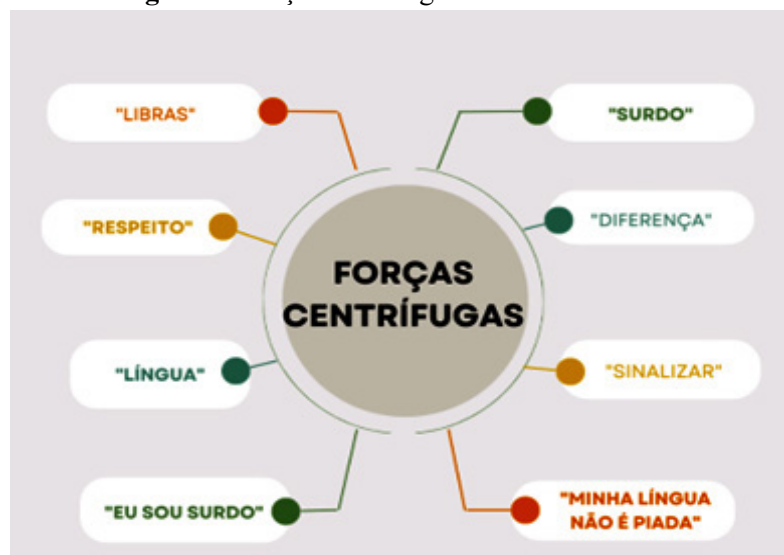 "LIBRAS"
"SURDO"
"RESPEITO"
"DIFERENÇA"
FORÇAS
CENTRÍFUGAS
"LÍNGUA"
"SINALIZAR"
"EU SOU SURDO"
"MINHA LÍNGUA
NÃO É PIADA"